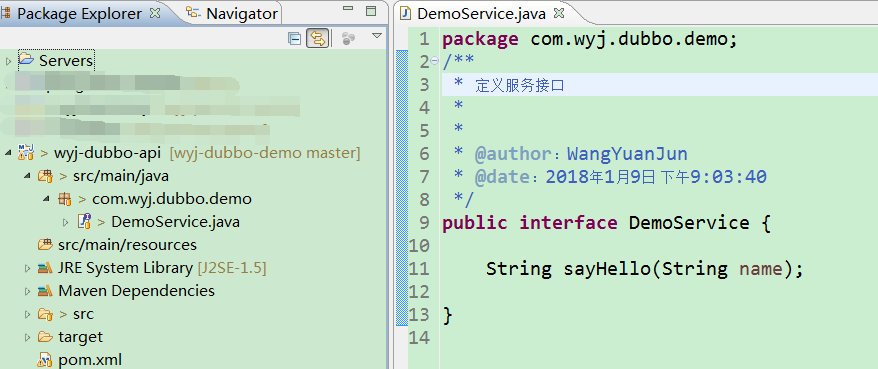 Package Explorer
Navigator
Servers
> wyj-dubbo-api [wyj-dubbo-demo master]
> src/main/java
> com.wyj.dubbo.demo
> DemoService.java
src/main/resources
JRE System Library [J2SE-1.5]
Maven Dependencies
> src
target
pom.xml
DemoService.java
1 package com.wyj.dubbo.demo;
2 /**
3 * 定义服务接口
4 *
5 *
6 * @author：WangYuanJun
7 * @date：2018年1月9日 下午9:03:40
8 */
9 public interface DemoService {
10
11 String sayHello(String name);
12
13 }
14